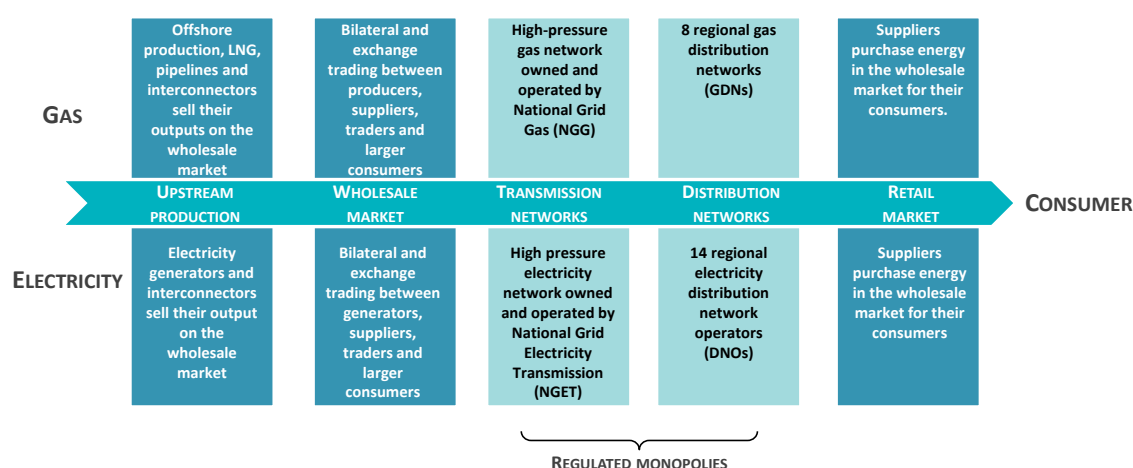 Offshore
production, LNG,
pipelines and
interconnectors
sell their
outputs on the
wholesale
market
Bilateral and
exchange
trading between
producers,
suppliers,
traders and
larger
consumers
High-pressure
gas network
owned and
operated by
National Grid
Gas (NGG)
8 regional gas
distribution
networks
(GDNs)
Suppliers
purchase energy
in the wholesale
market for their
consumers.
GAS
UPSTREAM
PRODUCTION
WHOLESALE
MARKET
TRANSMISSION
NETWORKS
DISTRIBUTION
NETWORKS
RETAIL
MARKET
CONSUMER
ELECTRICITY
Electricity
generators and
interconnectors
sell their output
on the
wholesale
market
Bilateral and
exchange
trading between
generators,
suppliers,
traders and
larger
consumers
High pressure
electricity
network owned
and operated by
National Grid
Electricity
Transmission
(NGET)
14 regional
electricity
distribution
network
operators
(DNOs)
Suppliers
purchase energy
in the wholesale
market for their
consumers
REGULATED MONOPOLIES